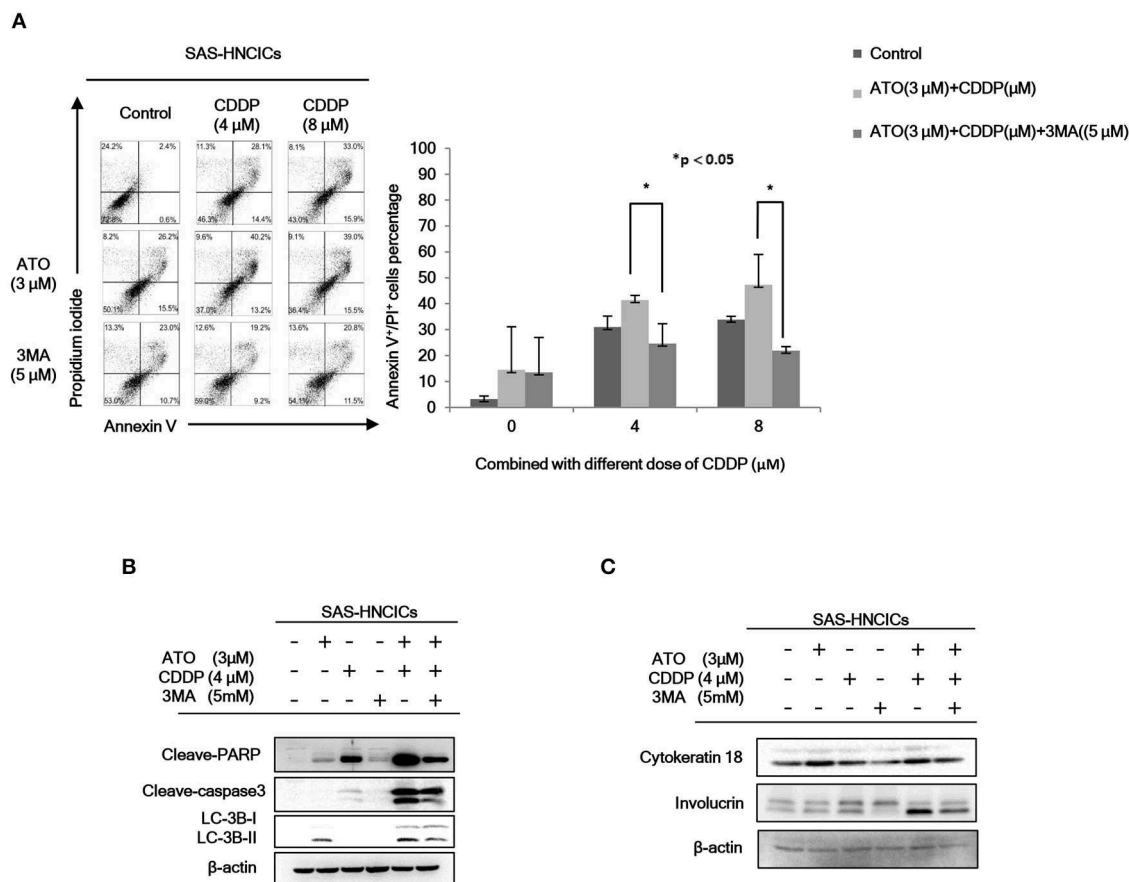 A
SAS-HNCICs
Control
CDDP
(4 μM)
CDDP
(8 μM)
24.2% 2.4%
72.8% 0.6%
11.3% 28.1%
46.3% 14.4%
8.1% 33.0%
43.0% 15.9%
ATO
(3 μM)
8.2% 26.2%
50.1% 15.5%
9.6% 40.2%
37.0% 13.2%
9.1% 39.0%
36.4% 15.5%
3MA
(5 μM)
13.3% 23.0%
53.0% 10.7%
12.6% 19.2%
59.0% 9.2%
13.6% 20.8%
54.1% 11.5%
Propidium iodide
Annexin V
Control
ATO(3 μM)+CDDP(μM)
ATO(3 μM)+CDDP(μM)+3MA((5 μM)
*p < 0.05
* *
Annexin V⁺/PI⁺ cells percentage
100
90
80
70
60
50
40
30
20
10
0
0 4 8
Combined with different dose of CDDP (μM)
B
SAS-HNCICs
ATO (3μM) - + - - + +
CDDP (4 μM) - - + - + +
3MA (5mM) - - - + - +
Cleave-PARP
Cleave-caspase3
LC-3B-I
LC-3B-II
β-actin
C
SAS-HNCICs
ATO (3μM) - + - - + +
CDDP (4 μM) - - + - + +
3MA (5mM) - - - + - +
Cytokeratin 18
Involucrin
β-actin